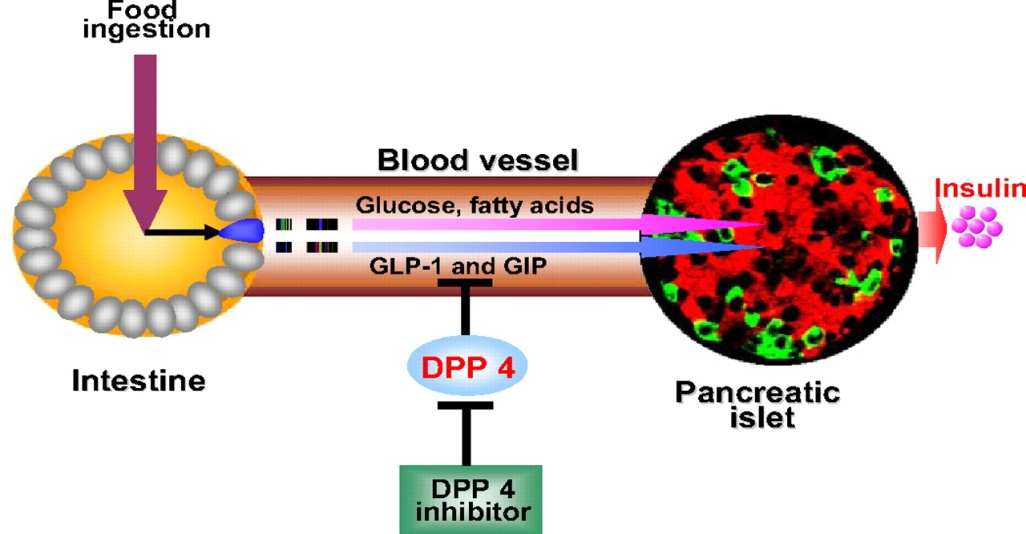 Food
ingestion
Blood vessel
Glucose, fatty acids
Insulin
GLP-1 and GIP
DPP 4
Intestine
Pancreatic
islet
DPP 4
inhibitor